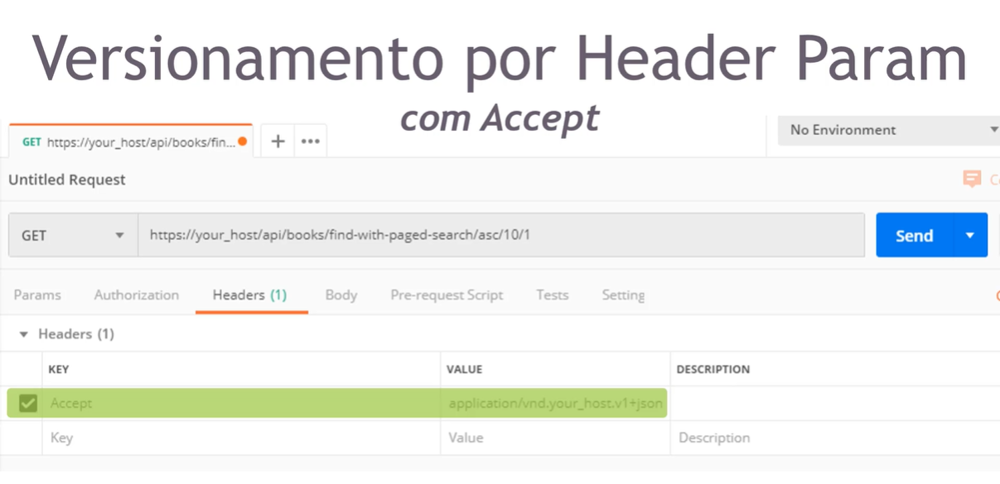 Versionamento por Header Param
com Accept
GET https://your_host/api/books/fin... + •••
No Environment
Untitled Request
GET https://your_host/api/books/find-with-paged-search/asc/10/1 Send
Params Authorization Headers (1) Body Pre-request Script Tests Setting
Headers (1)
KEY VALUE DESCRIPTION
Accept application/vnd.your_host.v1+json
Key Value Description